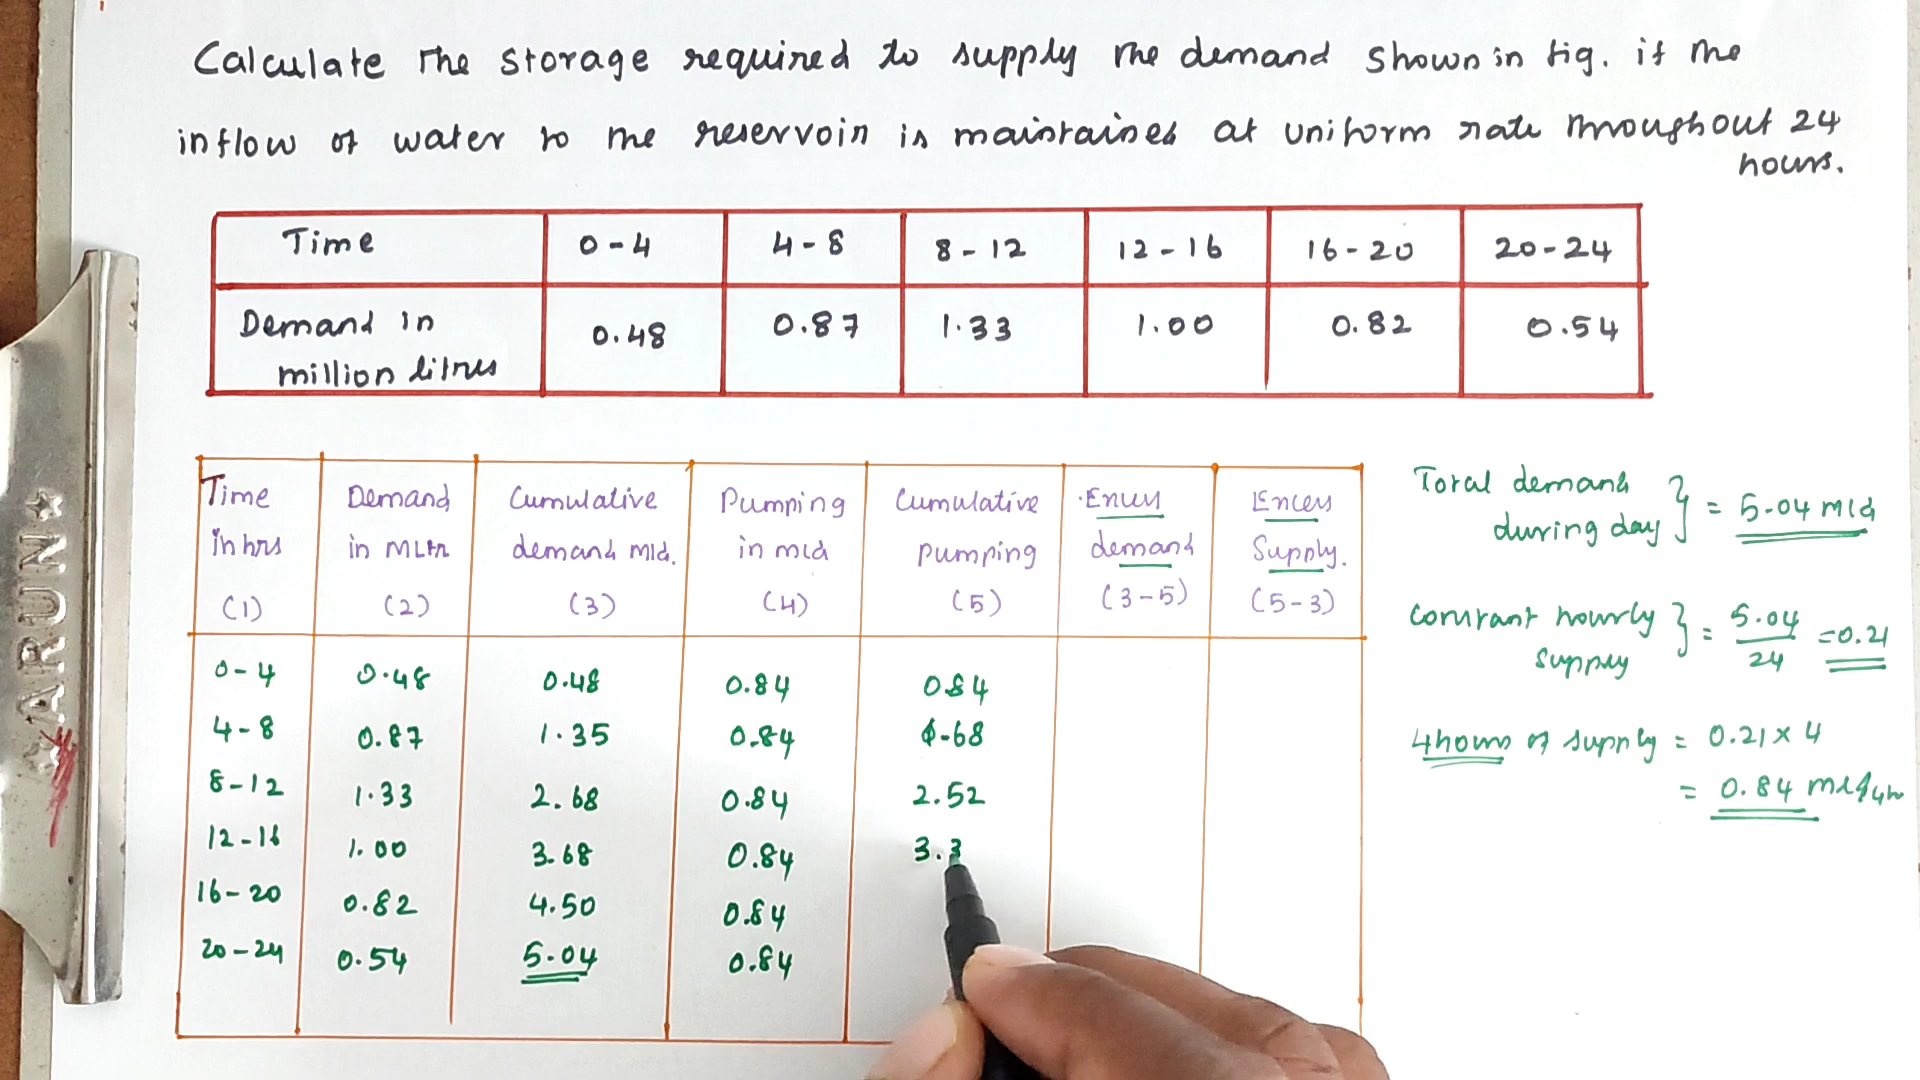 Calculate The storage required to supply the demand shown in fig. if the
inflow of water to the reservoir is maintained at uniform rate throughout 24
hours.
Time 0-4 4-8 8-12 12-16 16-20 20-24
Demand in
million litres 0.48 0.87 1.33 1.00 0.82 0.54
Time Demand Cumulative Pumping Cumulative Excess Excess
in hrs in MLtr demand mld. in mld pumping demand Supply.
(1) (2) (3) (4) (5) (3-5) (5-3)
0-4 0.48 0.48 0.84 0.84
4-8 0.87 1.35 0.84 1.68
8-12 1.33 2.68 0.84 2.52
12-16 1.00 3.68 0.84 3.3
16-20 0.82 4.50 0.84
20-24 0.54 5.04 0.84
Total demand
during day } = 5.04 mld
constant hourly
supply } = 5.04/24 = 0.21
4 hours of supply = 0.21 x 4
= 0.84
ARUN